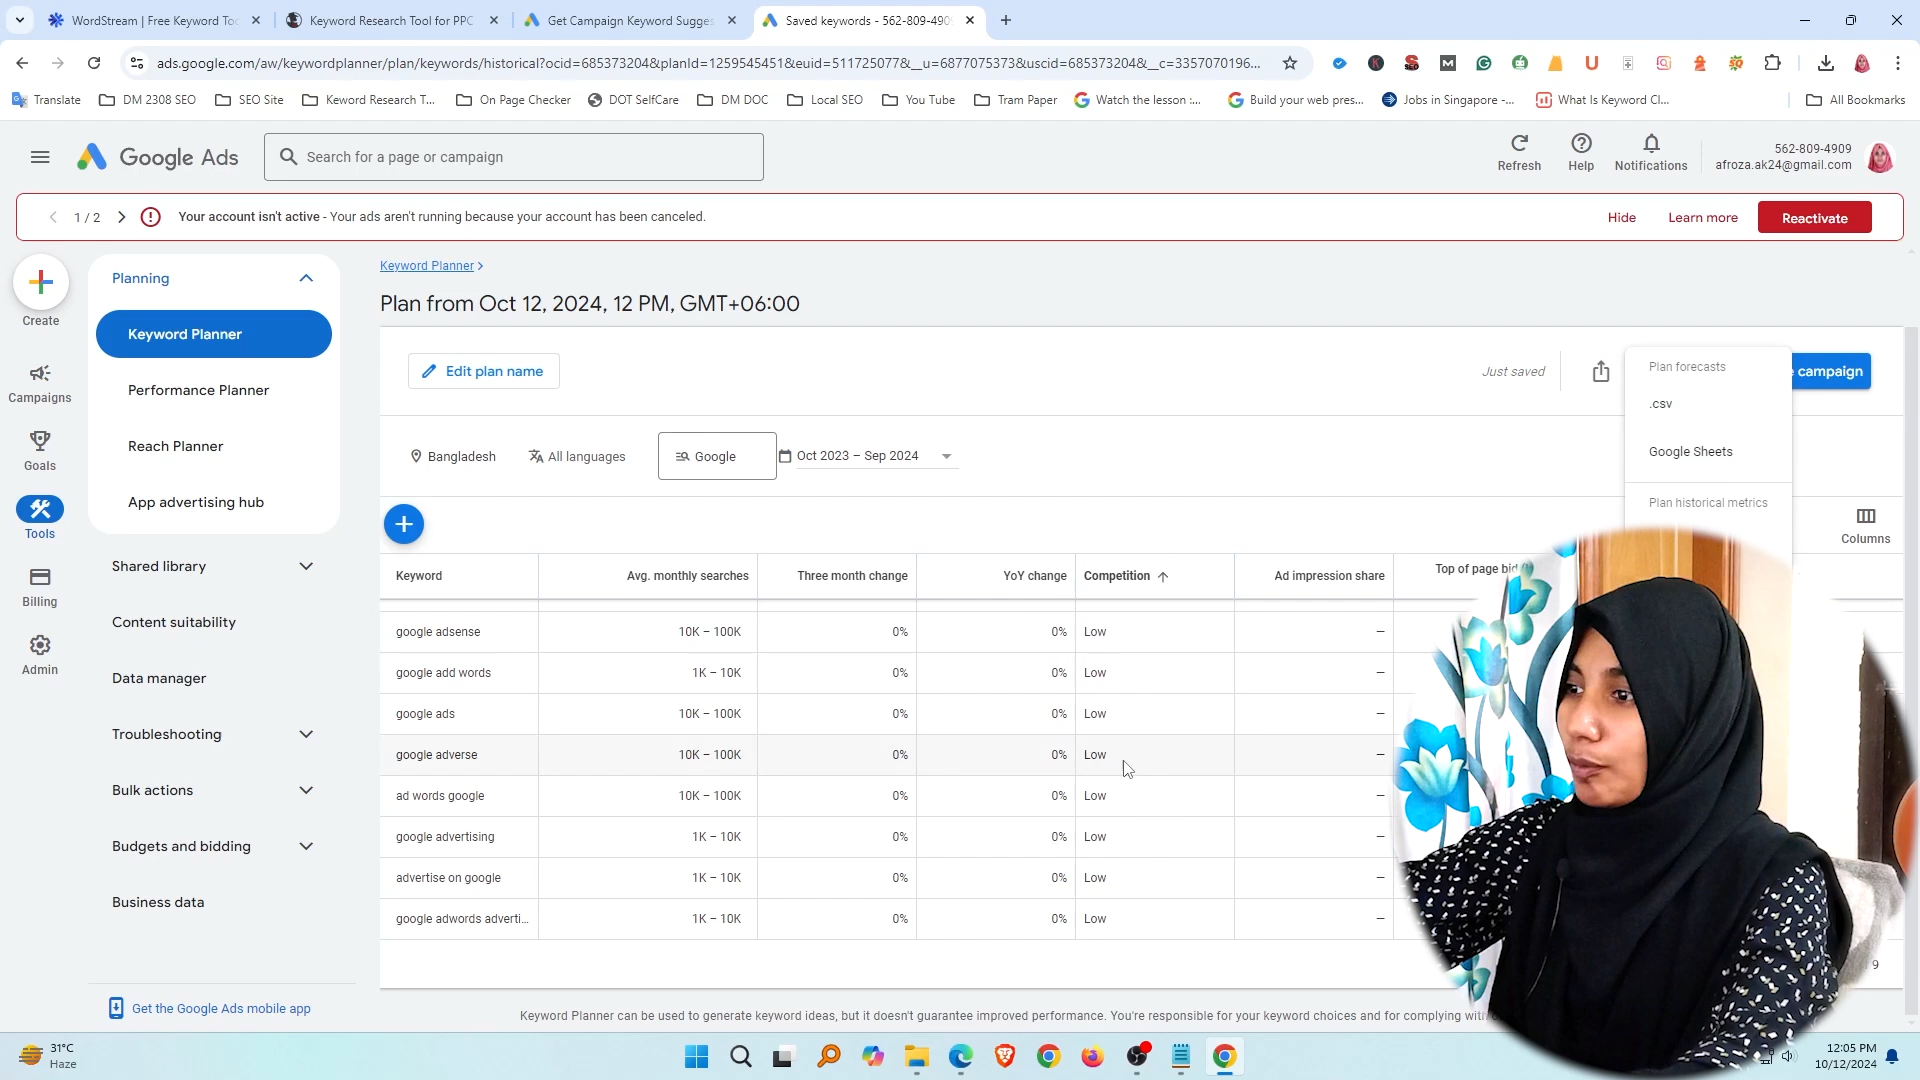 WordStream | Free Keyword Too
Keyword Research Tool for PPC
Get Campaign Keyword Sugges
Saved keywords - 562-809-4909
ads.google.com/aw/keywordplanner/plan/keywords/historical?ocid=685373204&planId=1259545451&euid=511725077&__u=6877075373&uscid=685373204&__c=3357070196...
Translate
DM 2308 SEO
SEO Site
Keword Research T...
On Page Checker
DOT SelfCare
DM DOC
Local SEO
You Tube
Tram Paper
Watch the lesson :...
Build your web pres...
Jobs in Singapore -...
What Is Keyword Cl...
All Bookmarks
Google Ads
Search for a page or campaign
Refresh
Help
Notifications
562-809-4909
afroza.ak24@gmail.com
1 / 2
Your account isn't active - Your ads aren't running because your account has been canceled.
Hide
Learn more
Reactivate
Create
Campaigns
Goals
Tools
Billing
Admin
Planning
Keyword Planner
Performance Planner
Reach Planner
App advertising hub
Shared library
Content suitability
Data manager
Troubleshooting
Bulk actions
Budgets and bidding
Business data
Get the Google Ads mobile app
Keyword Planner
Plan from Oct 12, 2024, 12 PM, GMT+06:00
Edit plan name
Just saved
campaign
Plan forecasts
.csv
Google Sheets
Plan historical metrics
Bangladesh
All languages
Google
Oct 2023 – Sep 2024
Columns
Keyword Avg. monthly searches Three month change YoY change Competition Ad impression share Top of page bid
google adsense 10K – 100K 0% 0% Low –
google add words 1K – 10K 0% 0% Low –
google ads 10K – 100K 0% 0% Low –
google adverse 10K – 100K 0% 0% Low –
ad words google 10K – 100K 0% 0% Low –
google advertising 1K – 10K 0% 0% Low –
advertise on google 1K – 10K 0% 0% Low –
google adwords adverti... 1K – 10K 0% 0% Low –
9
Keyword Planner can be used to generate keyword ideas, but it doesn't guarantee improved performance. You're responsible for your keyword choices and for complying with
31°C
Haze
12:05 PM
10/12/2024